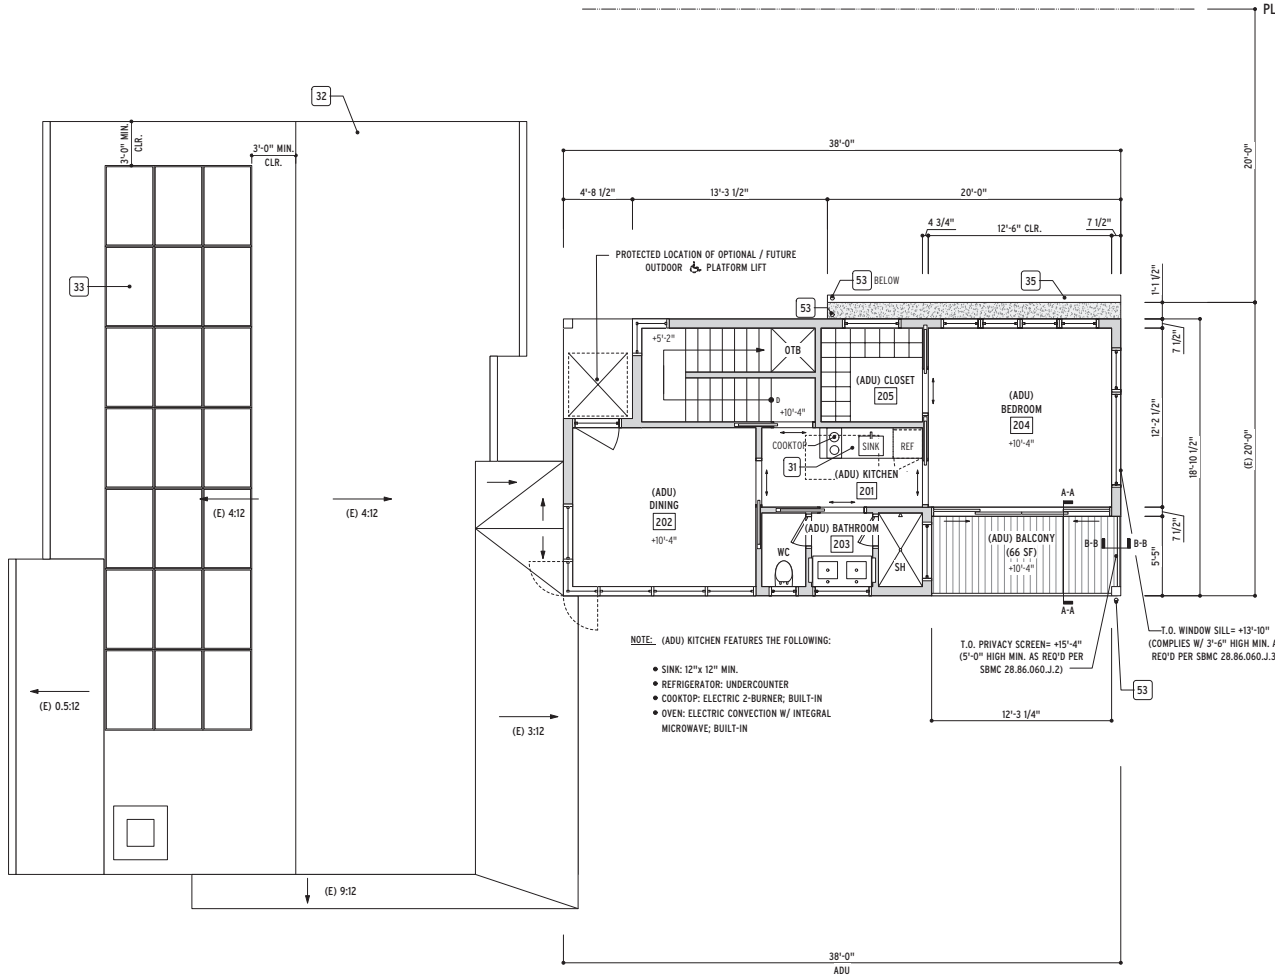 PL
32
3'-0" MIN.
CLR.
3'-0" MIN.
CLR.
38'-0"
20'-0"
4'-8 1/2"
13'-3 1/2"
20'-0"
4 3/4"
12'-6" CLR.
7 1/2"
PROTECTED LOCATION OF OPTIONAL / FUTURE
OUTDOOR PLATFORM LIFT
33
53 BELOW
35
53
1'-1 1/2"
+5'-2"
OTB
7 1/2"
(ADU) CLOSET
205
D
+10'-4"
(ADU)
BEDROOM
204
+10'-4"
12'-2 1/2"
18'-10 1/2"
(E) 20'-0"
COOKTOP
SINK
REF
31
(ADU) KITCHEN
201
(ADU)
DINING
202
+10'-4"
(E) 4:12
(E) 4:12
A-A
(ADU) BATHROOM
203
WC
SH
(ADU) BALCONY
(66 SF)
+10'-4"
B-B
B-B
7 1/2"
5'-5"
A-A
NOTE: (ADU) KITCHEN FEATURES THE FOLLOWING:
• SINK: 12"x 12" MIN.
• REFRIGERATOR: UNDERCOUNTER
• COOKTOP: ELECTRIC 2-BURNER; BUILT-IN
• OVEN: ELECTRIC CONVECTION W/ INTEGRAL
MICROWAVE; BUILT-IN
T.O. PRIVACY SCREEN= +15'-4"
(5'-0" HIGH MIN. AS REQ'D PER
SBMC 28.86.060.J.2)
T.O. WINDOW SILL= +13'-10"
(COMPLIES W/ 3'-6" HIGH MIN. A
REQ'D PER SBMC 28.86.060.J.3
53
12'-3 1/4"
(E) 0.5:12
(E) 3:12
(E) 9:12
38'-0"
ADU